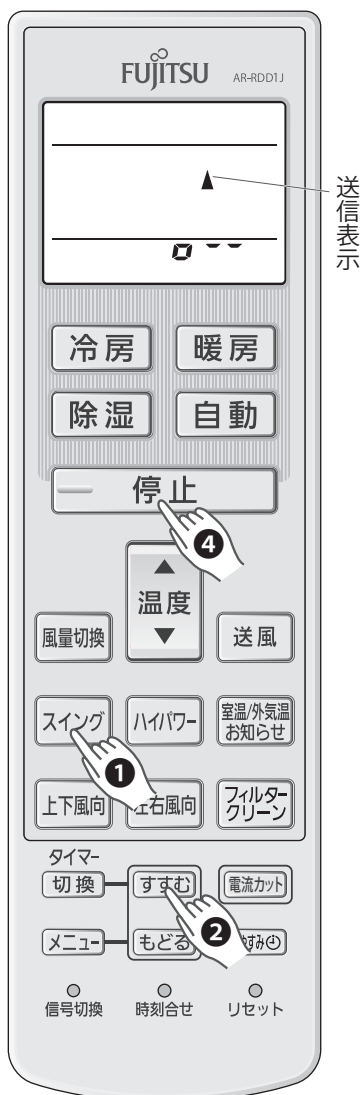 FUJITSU AR-RDD1J
送信表示
冷房 暖房
除湿 自動
停止
❹
▲
温度
▼
風量切換 送風
スイング ハイパワー 室温/外気温
お知らせ
❶
上下風向 左右風向 フィルター
クリーン
タイマー
切換 すすむ 電流カット
❷
メニュー もどる
信号切換 時刻合せ リセット